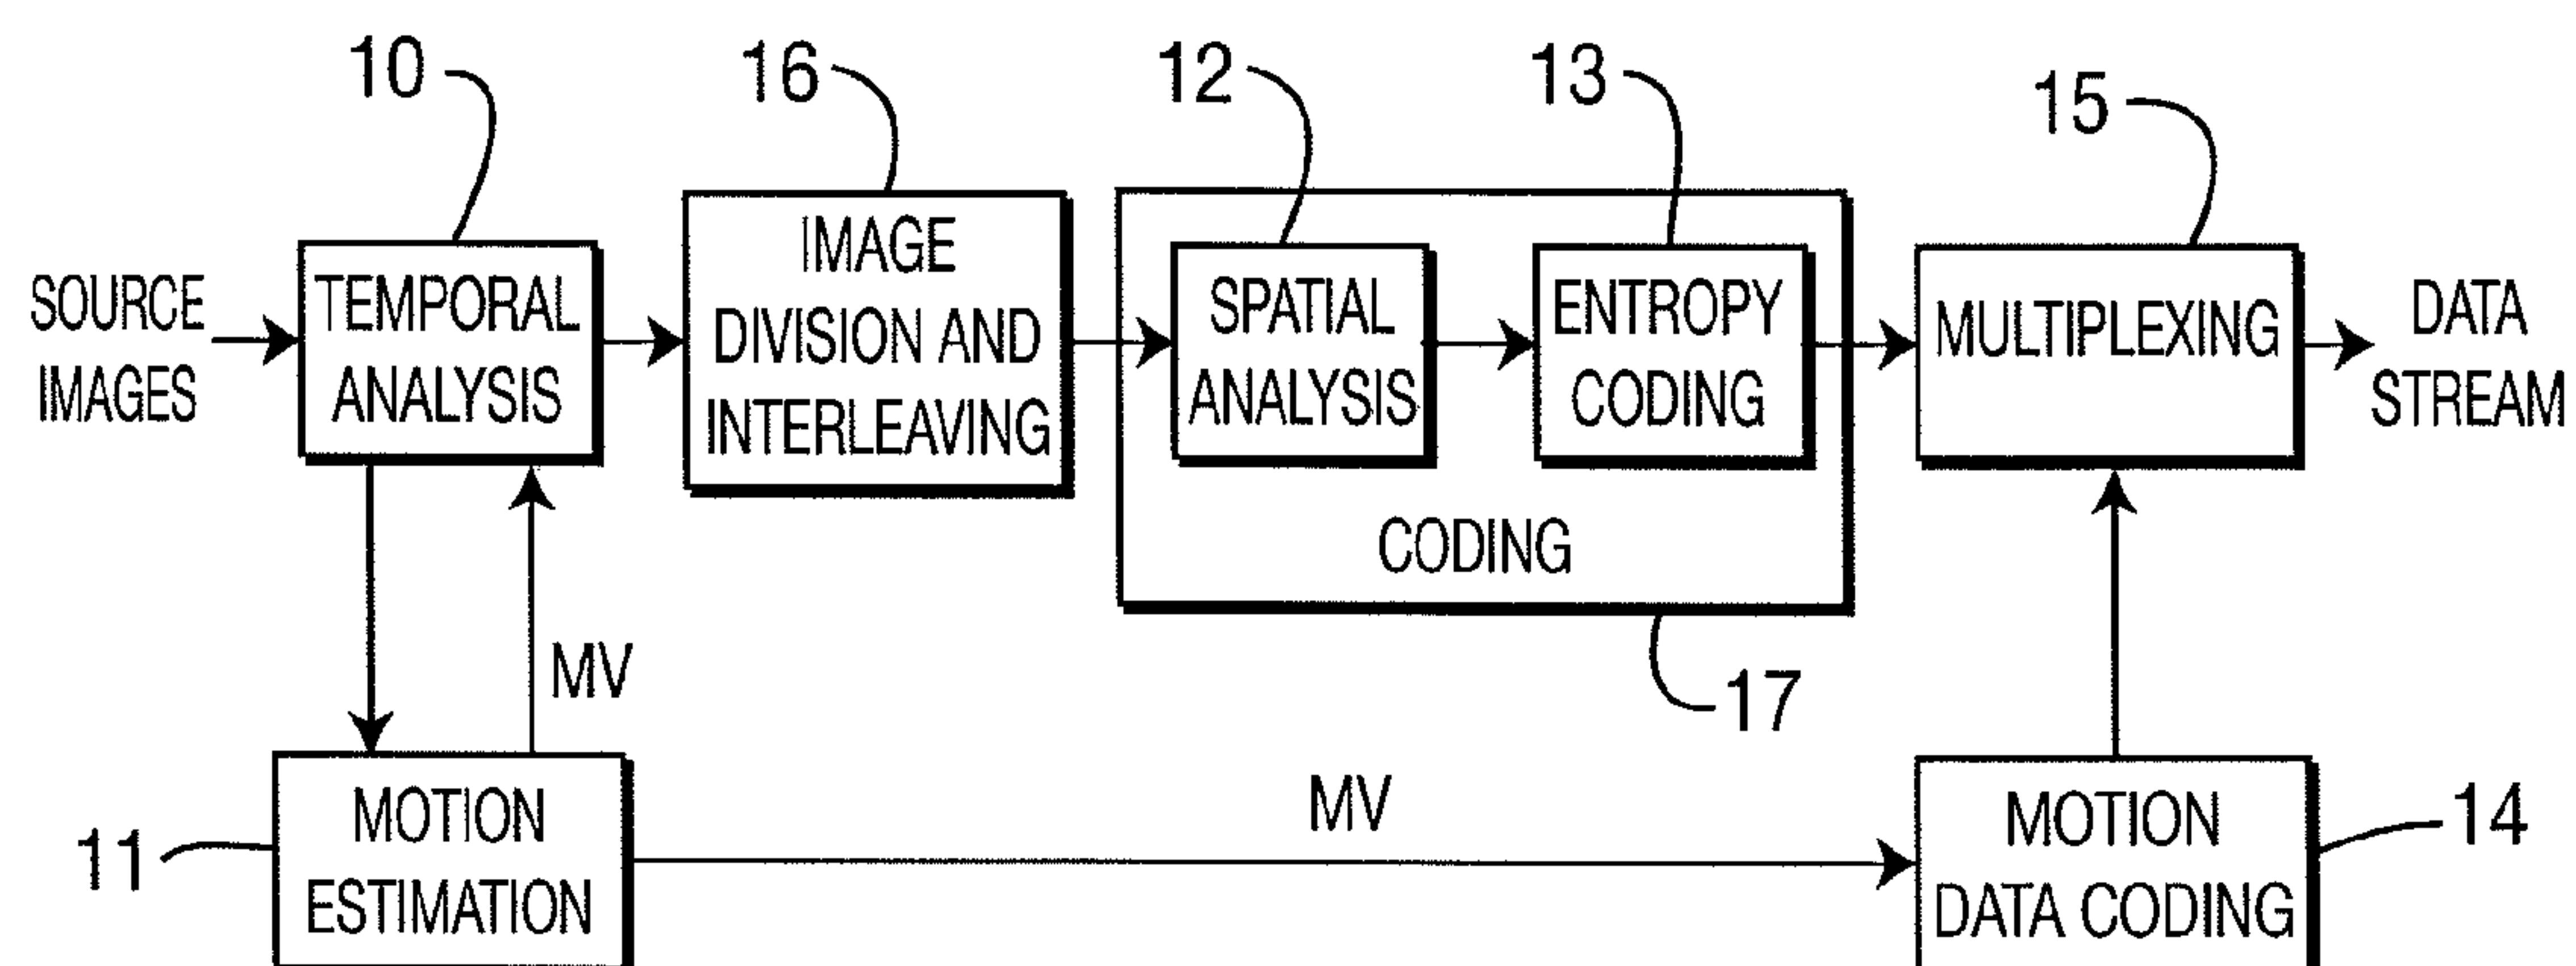 10
16
12
13
15
SOURCE
IMAGES
TEMPORAL
ANALYSIS
IMAGE
DIVISION AND
INTERLEAVING
SPATIAL
ANALYSIS
ENTROPY
CODING
CODING
MULTIPLEXING
DATA
STREAM
MV
17
11
MOTION
ESTIMATION
MV
MOTION
DATA CODING
14